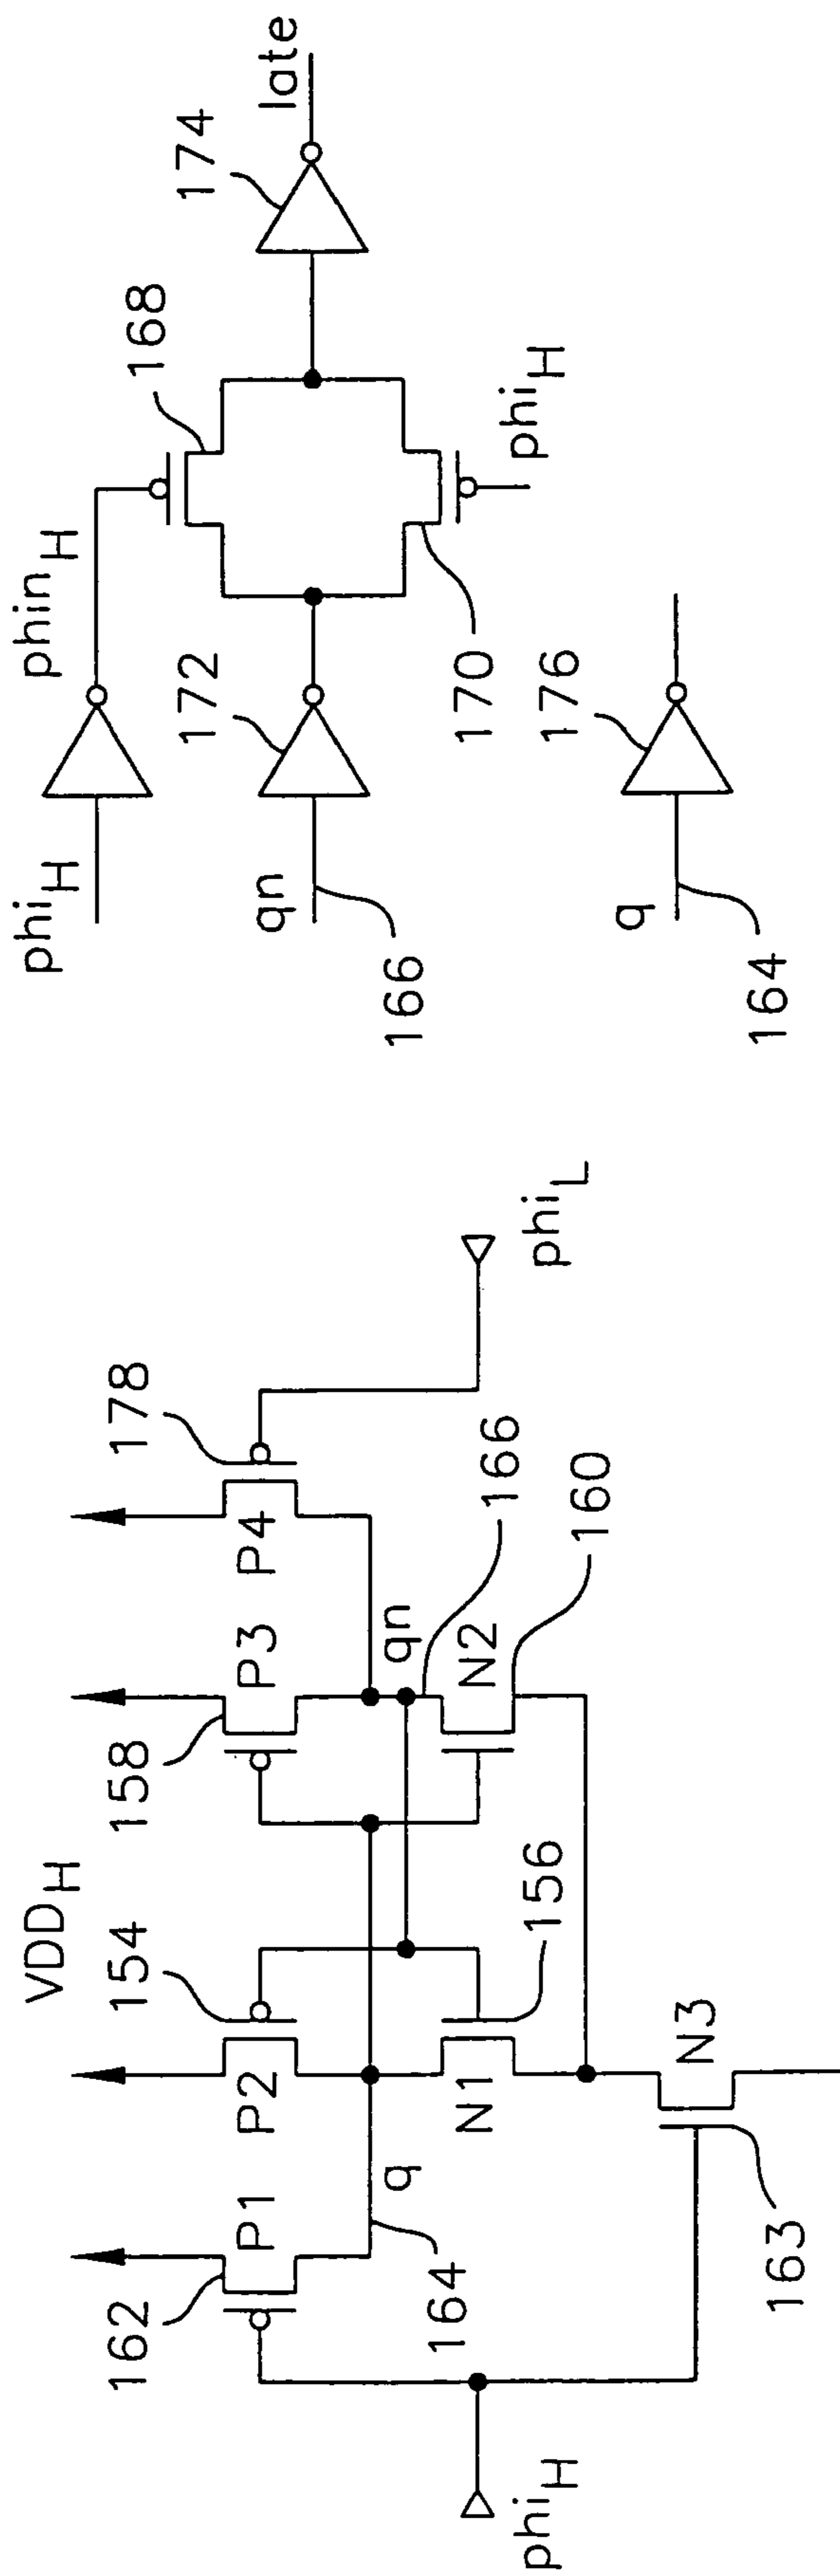 VDD_H
162
P1
154
P2
158
P3
178
P4
q
164
qn
166
N1
156
N2
160
phi_H
163
N3
phi_L
phi_H
phin_H
168
qn
166
172
170
phi_H
174
late
q
164
176